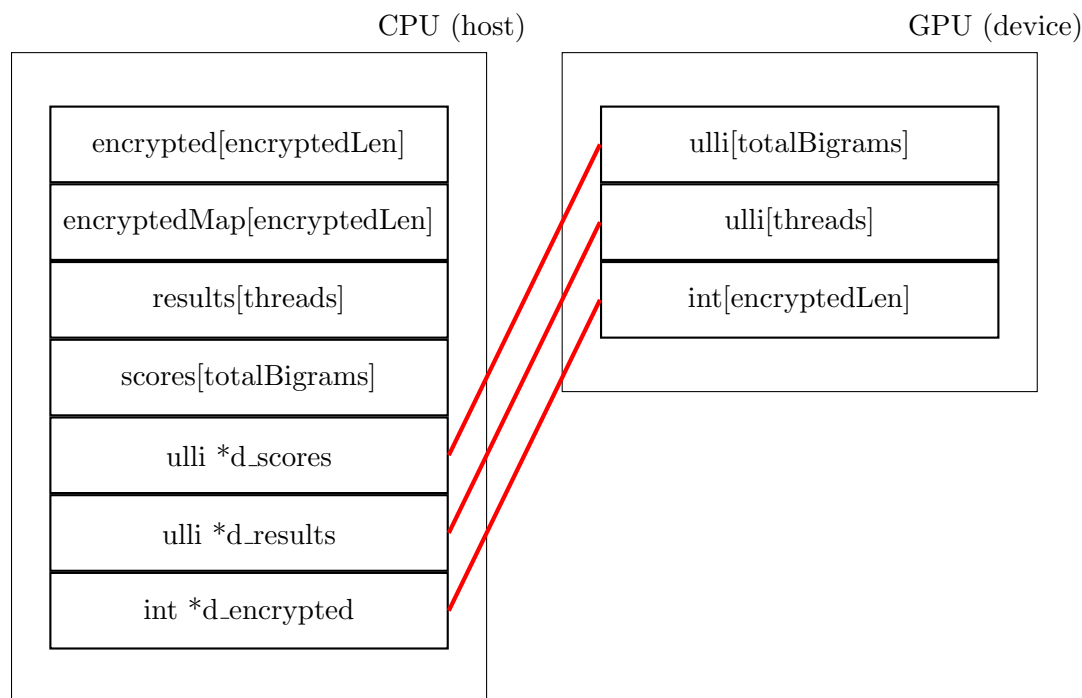 CPU (host)
encrypted[encryptedLen]
encryptedMap[encryptedLen]
results[threads]
scores[totalBigrams]
ulli *d_scores
ulli *d_results
int *d_encrypted
GPU (device)
ulli[totalBigrams]
ulli[threads]
int[encryptedLen]